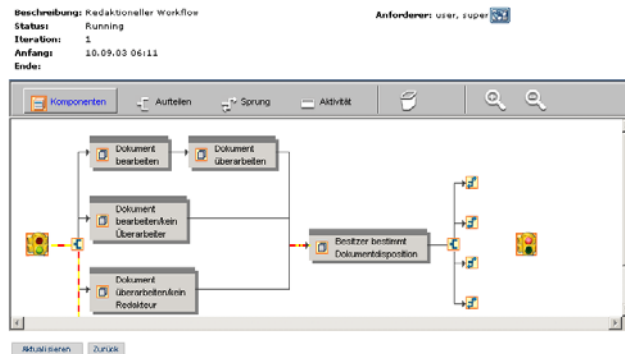 Beschreibung: Redaktioneller Workflow
Anforderer: user, super
Status: Running
Iteration: 1
Anfang: 10.09.03 06:11
Ende:
Komponenten Aufteilen Sprung Aktivität
Dokument
bearbeiten
Dokument
überarbeiten
Dokument
bearbeiten/kein
Überarbeiter
Besitzer bestimmt
Dokumentdisposition
Dokument
überarbeiten/kein
Redakteur
Aktualisieren Zurück